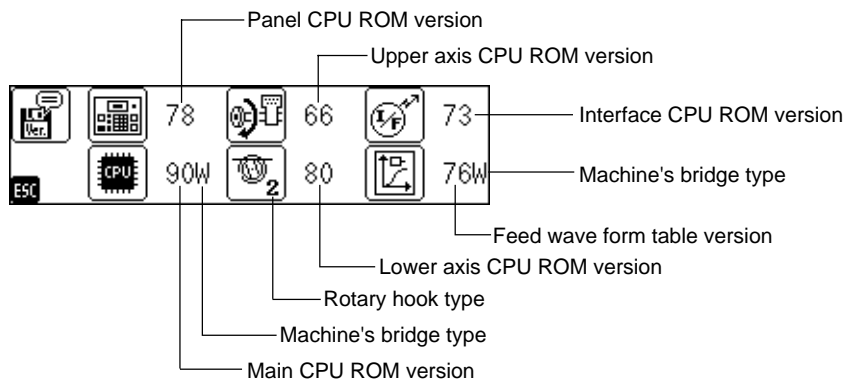 Panel CPU ROM version
Upper axis CPU ROM version
Ver. 78 66 I/F 73
Interface CPU ROM version
ESC CPU 90W 2 80 76W
Machine's bridge type
Feed wave form table version
Lower axis CPU ROM version
Rotary hook type
Machine's bridge type
Main CPU ROM version